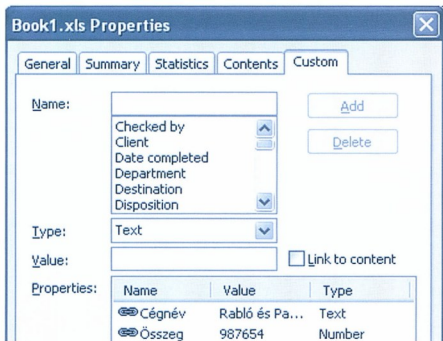 Book1.xls Properties
General Summary Statistics Contents Custom
Name:
Add
Checked by
Client
Date completed
Department
Destination
Disposition
Delete
Type: Text
Value: Link to content
Properties: Name Value Type
Cégnév Rabló és Pa... Text
Összeg 987654 Number